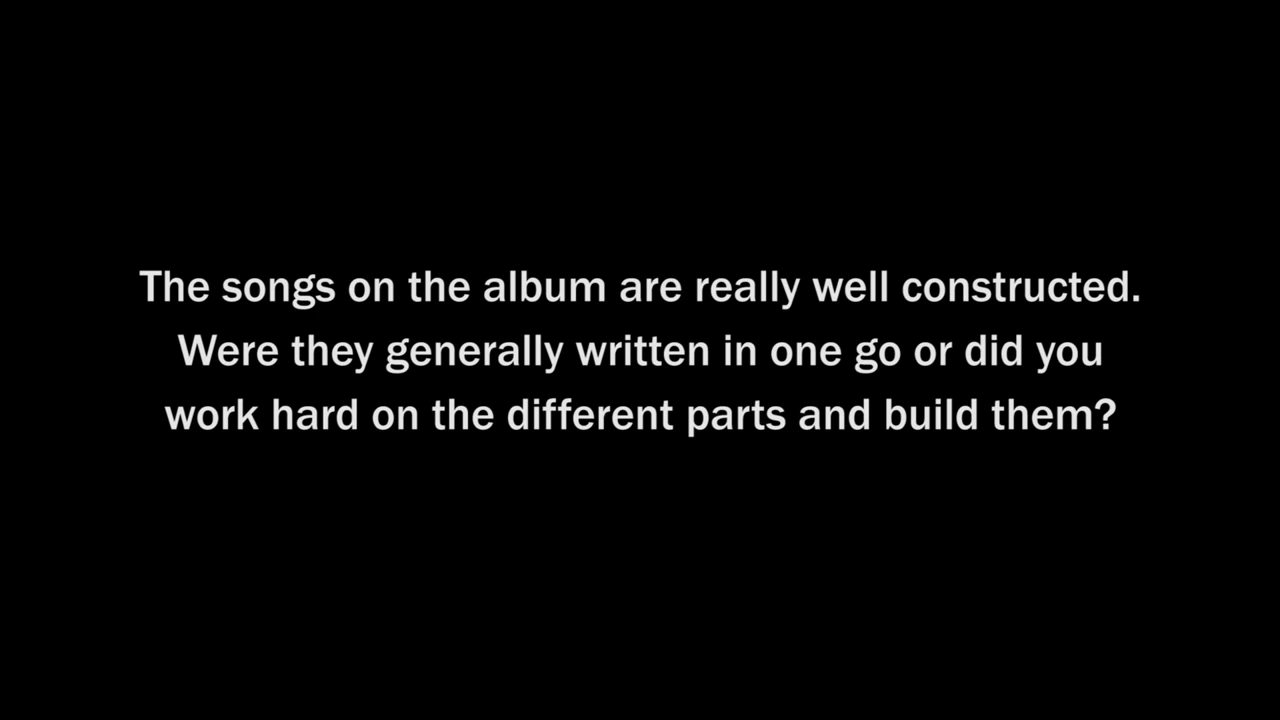 The songs on the album are really well constructed.
Were they generally written in one go or did you
work hard on the different parts and build them?